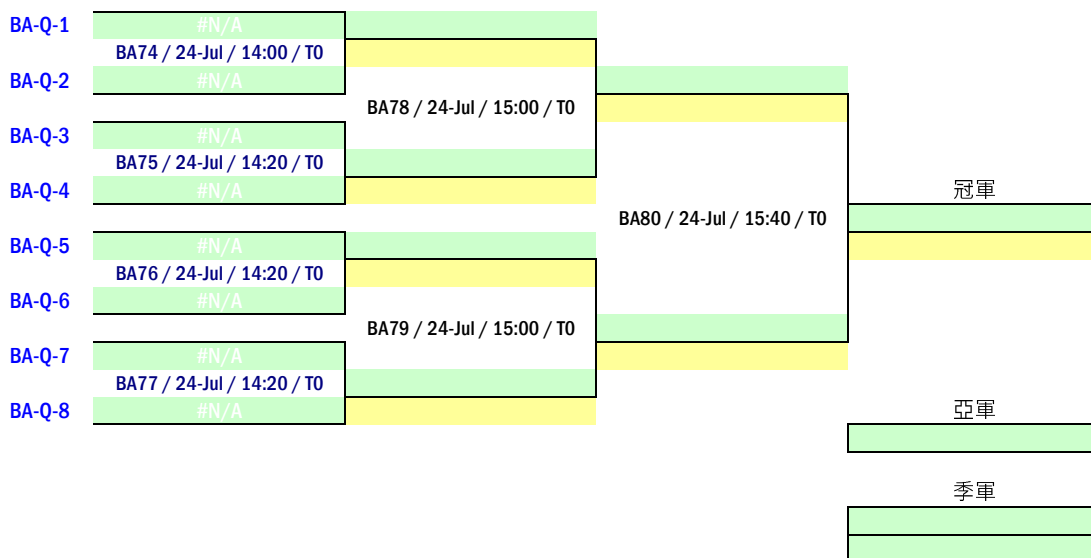 BA-Q-1 #N/A
BA74 / 24-Jul / 14:00 / T0
BA-Q-2 #N/A
BA78 / 24-Jul / 15:00 / T0
BA-Q-3 #N/A
BA75 / 24-Jul / 14:20 / T0
BA-Q-4 #N/A
冠軍
BA80 / 24-Jul / 15:40 / T0
BA-Q-5 #N/A
BA76 / 24-Jul / 14:20 / T0
BA-Q-6 #N/A
BA79 / 24-Jul / 15:00 / T0
BA-Q-7 #N/A
BA77 / 24-Jul / 14:20 / T0
BA-Q-8 #N/A
亞軍
季軍